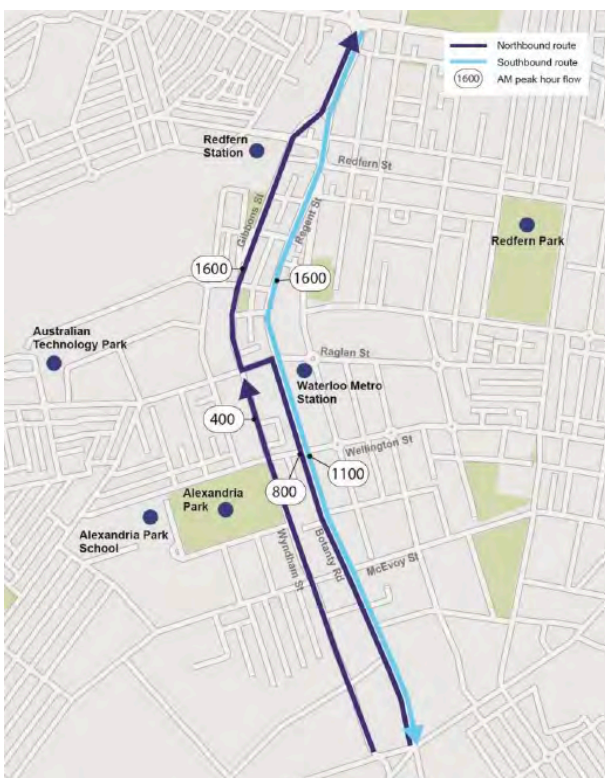 Northbound route
Southbound route
1600 AM peak hour flow
Redfern
Station
Redfern St
Gibbons St
Regent St
Redfern Park
1600
1600
Australian
Technology Park
Raglan St
Waterloo Metro
Station
400
Wellington St
800
1100
Alexandria
Park
Alexandria Park
School
Wyndham St
Botanty Rd
McEvoy St